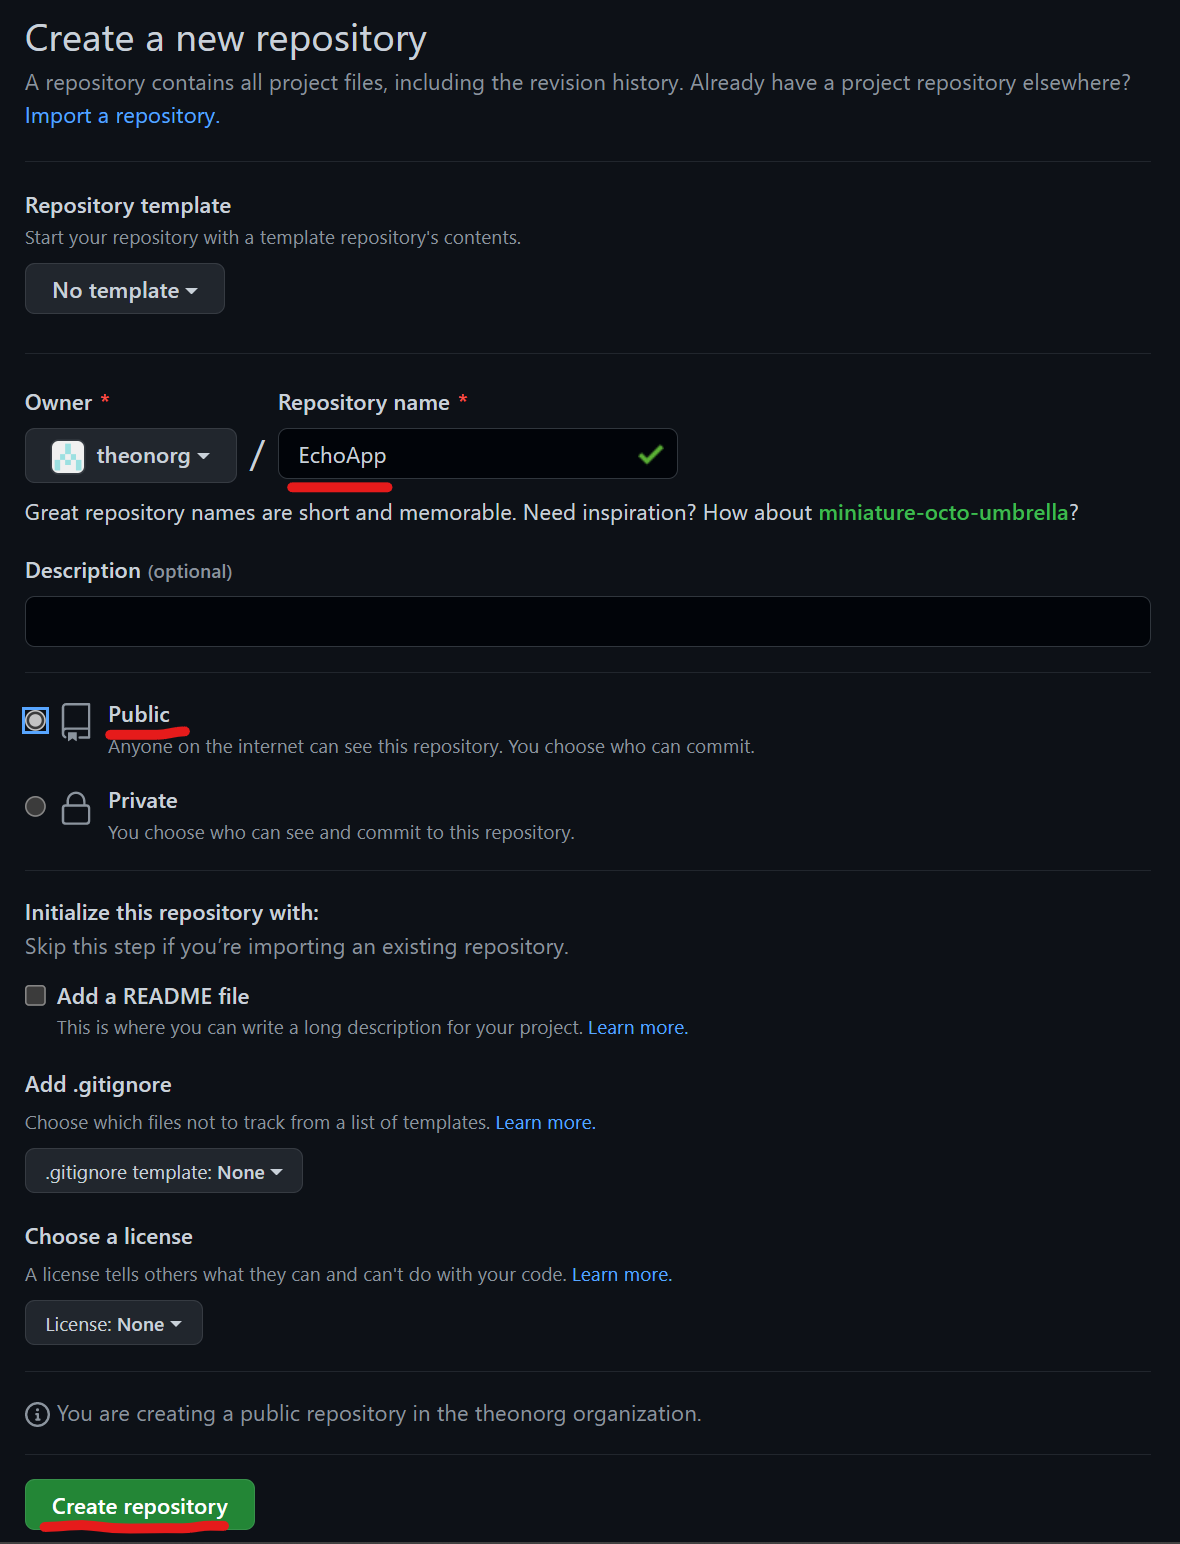 Create a new repository
A repository contains all project files, including the revision history. Already have a project repository elsewhere?
Import a repository.
Repository template
Start your repository with a template repository's contents.
No template
Owner * Repository name *
theonorg / EchoApp
Great repository names are short and memorable. Need inspiration? How about miniature-octo-umbrella?
Description (optional)
Public
Anyone on the internet can see this repository. You choose who can commit.
Private
You choose who can see and commit to this repository.
Initialize this repository with:
Skip this step if you’re importing an existing repository.
Add a README file
This is where you can write a long description for your project. Learn more.
Add .gitignore
Choose which files not to track from a list of templates. Learn more.
.gitignore template: None
Choose a license
A license tells others what they can and can't do with your code. Learn more.
License: None
You are creating a public repository in the theonorg organization.
Create repository